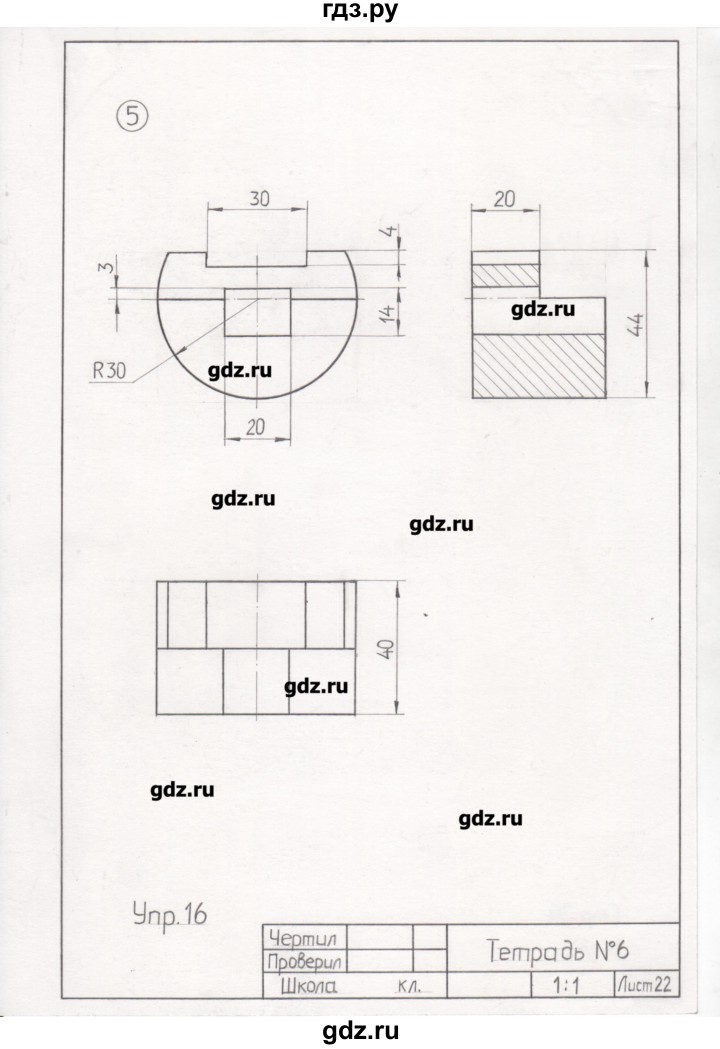 гдз.ру
5
30
20
4
3
14
gdz.ru
44
R30
gdz.ru
20
gdz.ru
gdz.ru
40
gdz.ru
gdz.ru
gdz.ru
Упр.16
Чертил
Тетрадь №6
Проверил
Школа кл.
1:1
Лист 22
gdz.ru